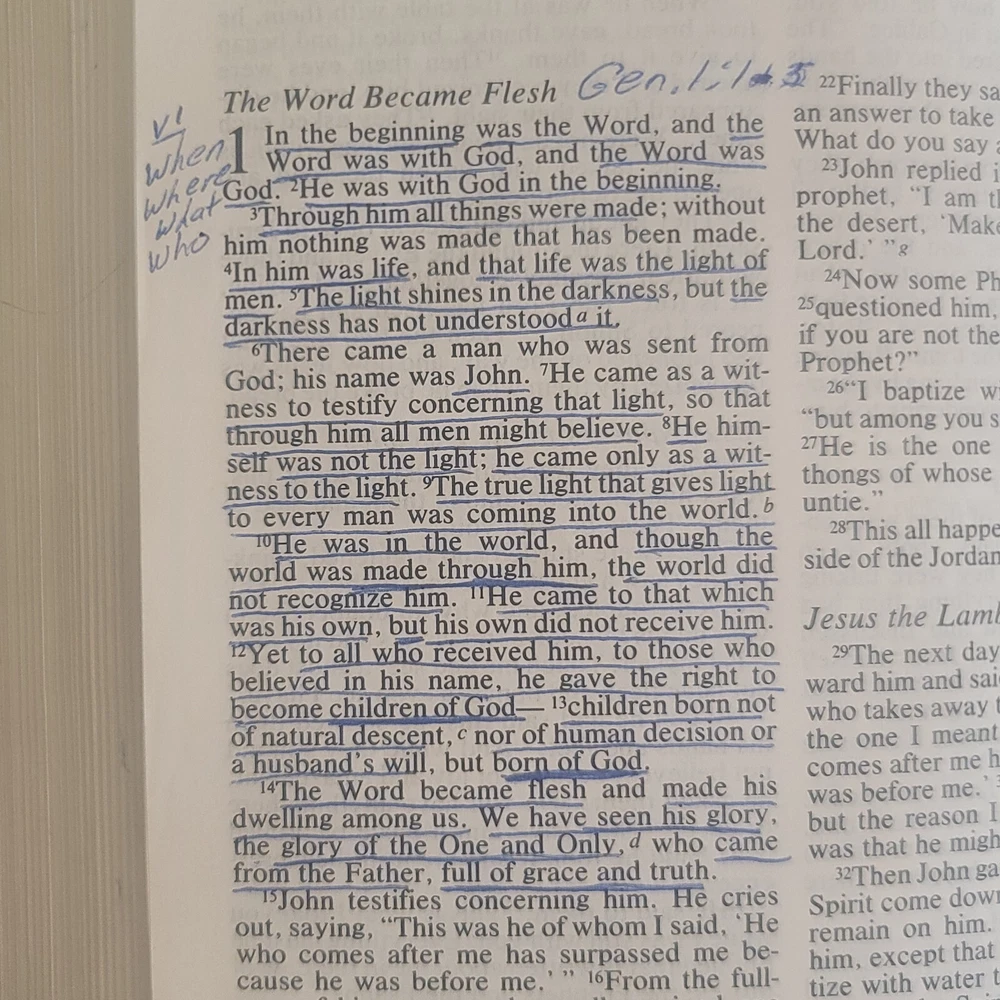 The Word Became Flesh
V1
When
Where
What
Who
1 In the beginning was the Word, and the
Word was with God, and the Word was
God. 2He was with God in the beginning.
3Through him all things were made; without
him nothing was made that has been made.
4In him was life, and that life was the light of
men. 5The light shines in the darkness, but the
darkness has not understood a it.
6There came a man who was sent from
God; his name was John. 7He came as a wit-
ness to testify concerning that light, so that
through him all men might believe. 8He him-
self was not the light; he came only as a wit-
ness to the light. 9The true light that gives light
to every man was coming into the world. b
10He was in the world, and though the
world was made through him, the world did
not recognize him. 11He came to that which
was his own, but his own did not receive him.
12Yet to all who received him, to those who
believed in his name, he gave the right to
become children of God— 13children born not
of natural descent, c nor of human decision or
a husband's will, but born of God.
14The Word became flesh and made his
dwelling among us. We have seen his glory,
the glory of the One and Only, d who came
from the Father, full of grace and truth.
15John testifies concerning him. He cries
out, saying, “This was he of whom I said, ‘He
who comes after me has surpassed me be-
cause he was before me.’ ” 16From the full-
22Finally they
an answer to take
What do you say
23John replied
prophet, “I am
the desert, ‘Make
Lord.’ ” g
24Now some
25questioned him,
if you are not the
Prophet?”
26“I baptize
“but among you
27He is the one
thongs of whose
untie.”
28This all
side of the Jordan
Jesus the
29The next day
ward him and
who takes away
the one I meant
comes after me
was before me.’
but the reason I
was that he
32Then John
Spirit come
remain on him.
him, except that
tize with water